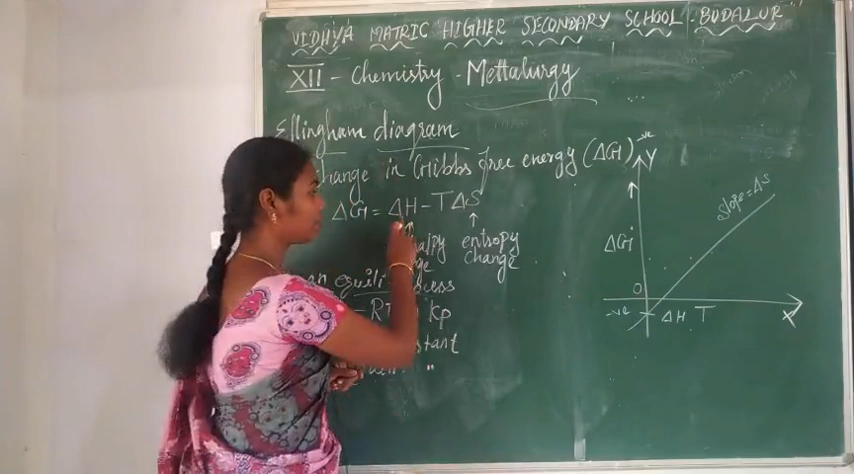 VIDHYA MATRIC HIGHER SECONDARY SCHOOL - BUDALUR
XII - Chemistry - Mettalurgy
Ellingham diagram
change in Gibbs free energy (ΔG)
ΔG = ΔH - TΔS
entropy
change
Kp
-ve
Y
slope = ΔS
ΔG
0
-ve
ΔH
T
X